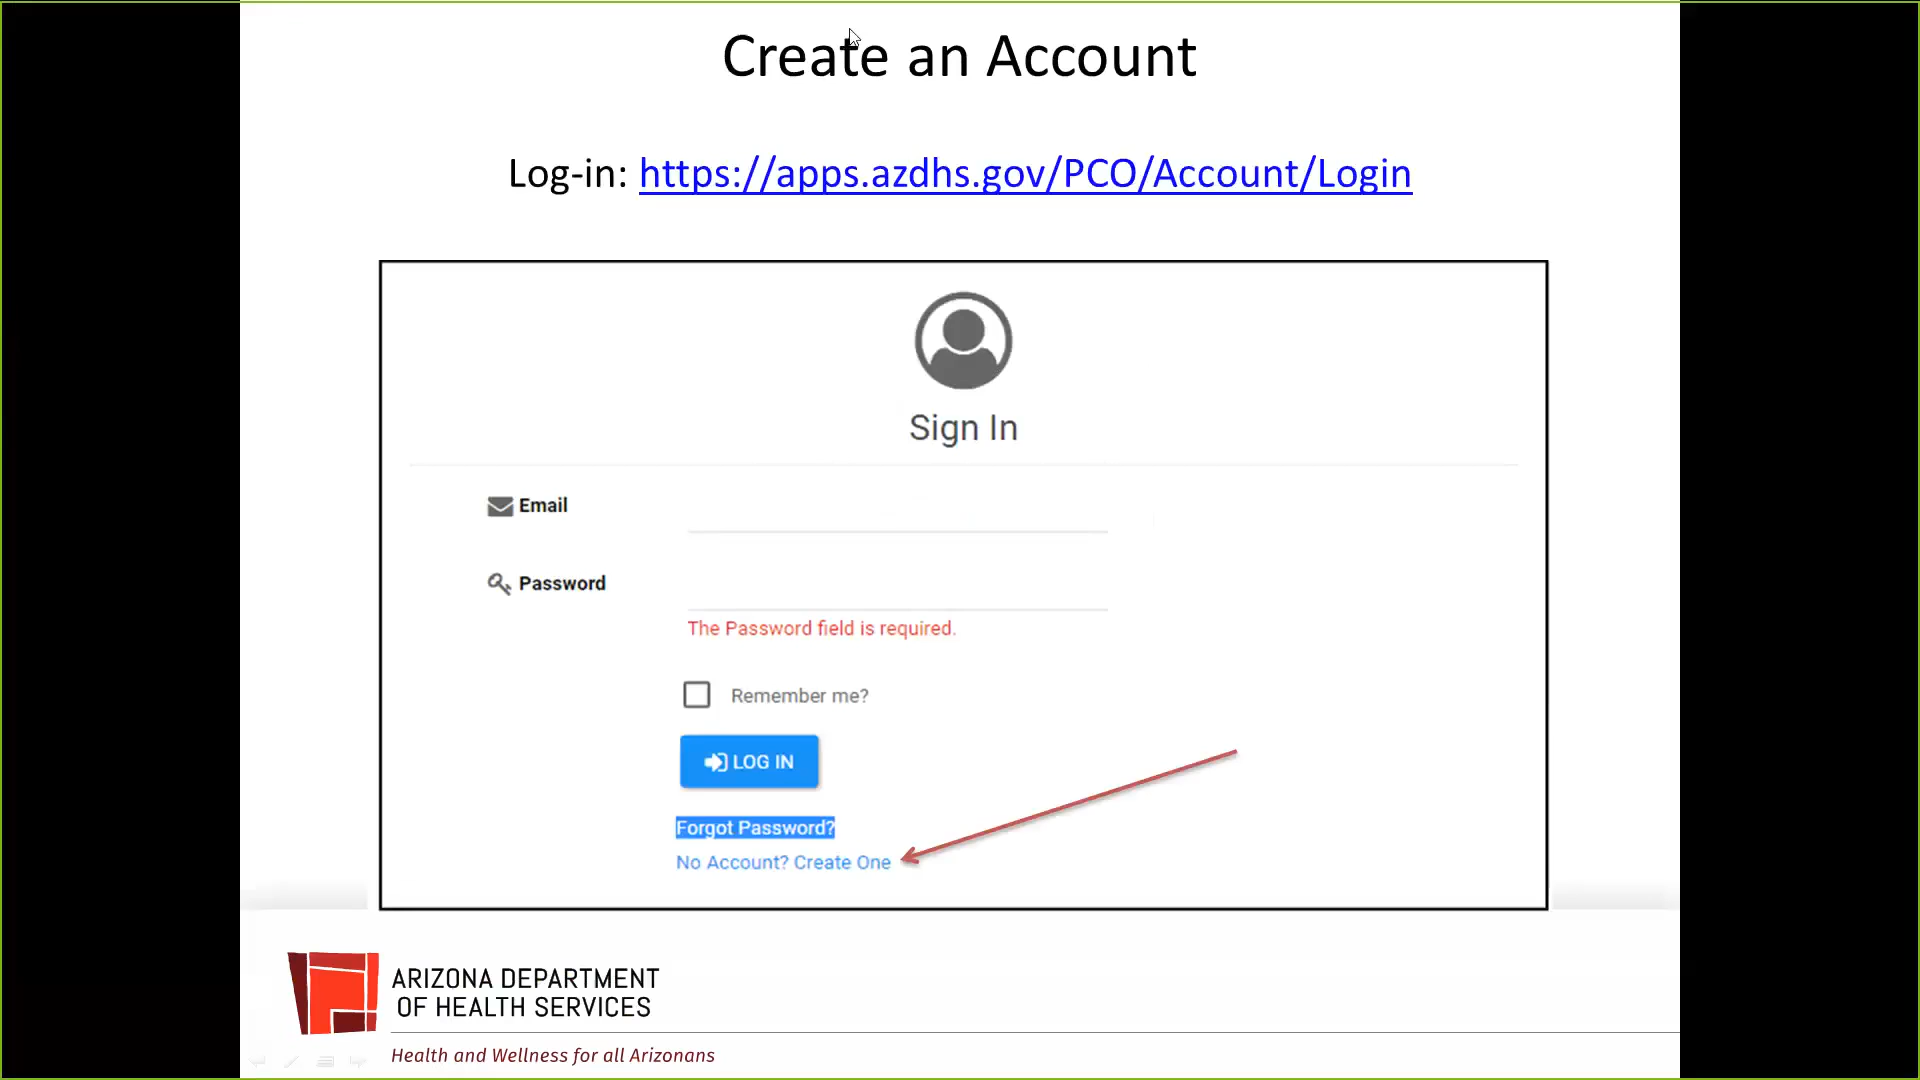 Create an Account
Log-in: https://apps.azdhs.gov/PCO/Account/Login
Sign In
Email
Password
The Password field is required.
Remember me?
LOG IN
Forgot Password?
No Account? Create One
ARIZONA DEPARTMENT
OF HEALTH SERVICES
Health and Wellness for all Arizonans